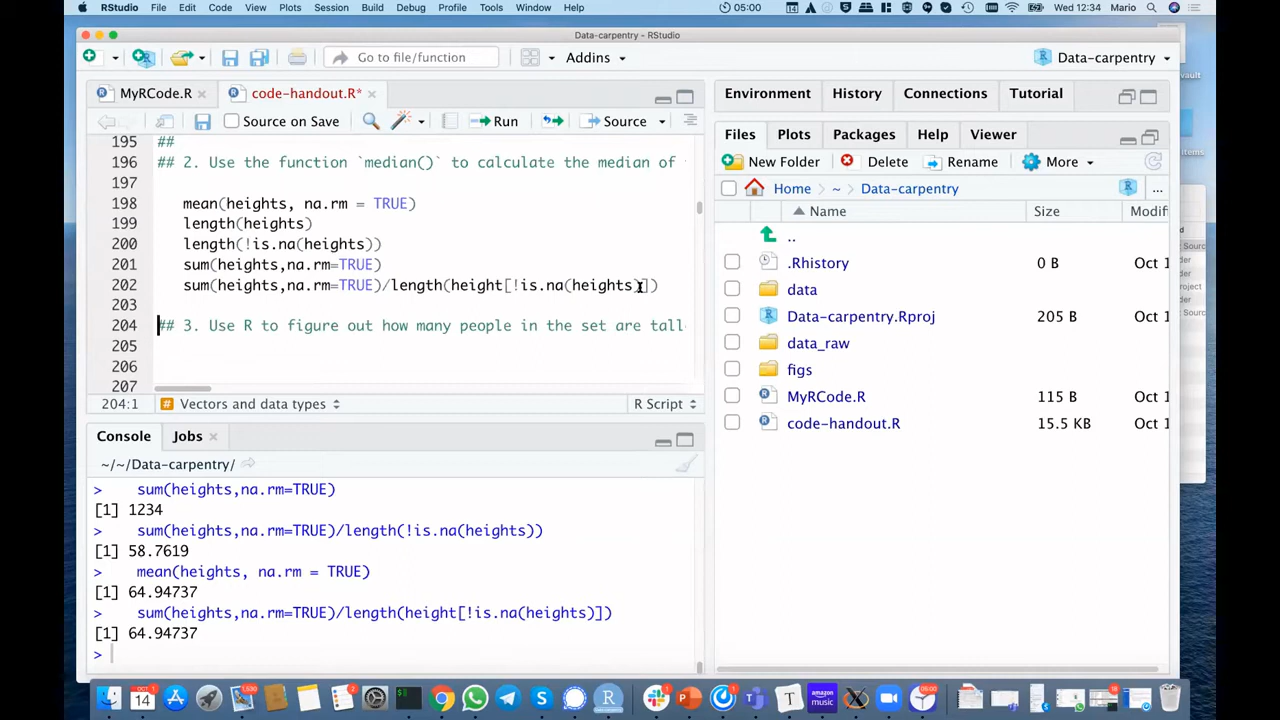 RStudio File Edit Code View Plots Session Build Debug Profile Tools Window Help 05:00 Wed 12:34 Mario
Data-carpentry - RStudio
Go to file/function Addins Data-carpentry
vault
MyRCode.R code-handout.R*
Environment History Connections Tutorial
Source on Save Run Source
Files Plots Packages Help Viewer
items
195 ##
196 ## 2. Use the function `median()` to calculate the median of
197
198 mean(heights, na.rm = TRUE)
199 length(heights)
200 length(!is.na(heights))
201 sum(heights,na.rm=TRUE)
202 sum(heights,na.rm=TRUE)/length(height[!is.na(heights)])
203
204 ## 3. Use R to figure out how many people in the set are tall
205
206
207
204:1 # Vectors and data types R Script
New Folder Delete Rename More
Home ~ Data-carpentry ...
Name Size Modif
..
.Rhistory 0 B Oct 1
data
Data-carpentry.Rproj 205 B Oct 1
data_raw
figs
MyRCode.R 115 B Oct 1
code-handout.R 15.5 KB Oct 1
Console Jobs
~/~/Data-carpentry/
> sum(heights,na.rm=TRUE)
[1] 1234
> sum(heights,na.rm=TRUE)/length(!is.na(heights))
[1] 58.7619
> mean(heights, na.rm = TRUE)
[1] 64.94737
> sum(heights,na.rm=TRUE)/length(height[!is.na(heights)])
[1] 64.94737
>
amazon music